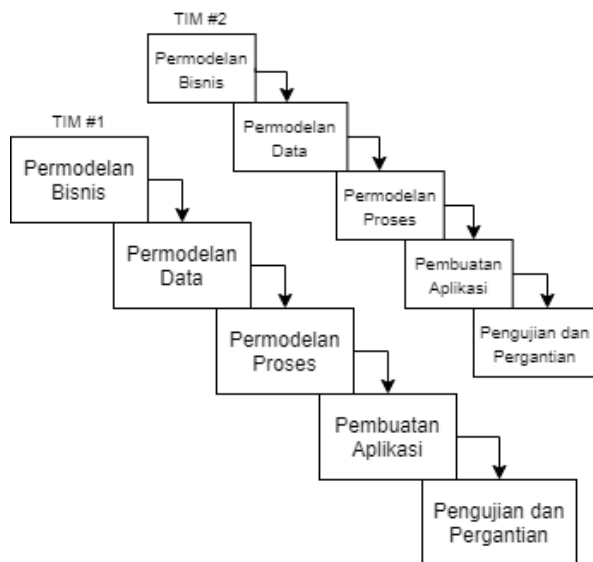 TIM #2
Permodelan
Bisnis
Permodelan
Data
Permodelan
Proses
Pembuatan
Aplikasi
Pengujian dan
Pergantian
TIM #1
Permodelan
Bisnis
Permodelan
Data
Permodelan
Proses
Pembuatan
Aplikasi
Pengujian dan
Pergantian